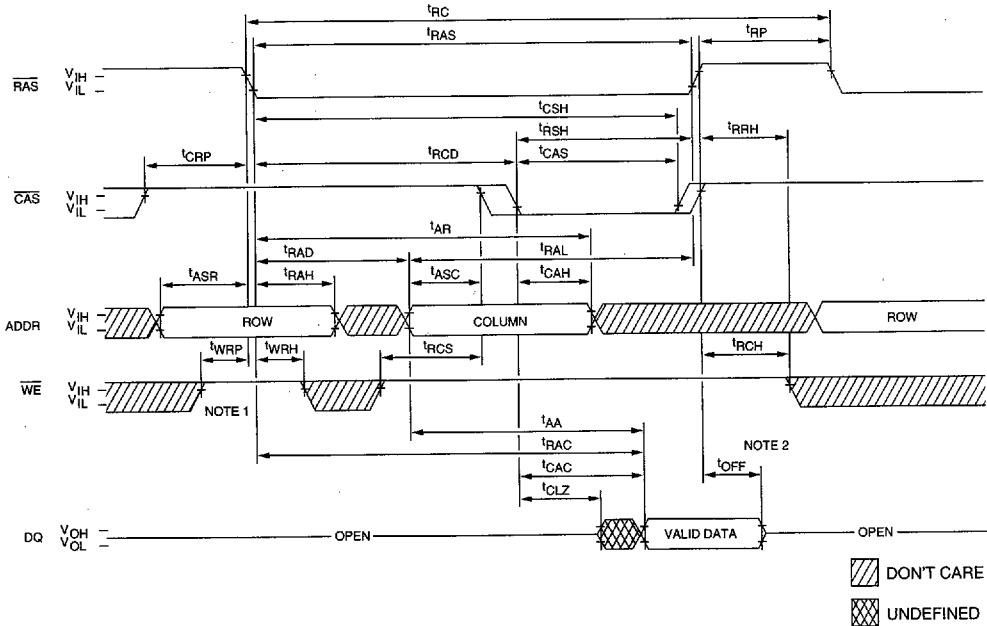 tRC
tRAS
tRP
RAS
VIH
VIL
tCSH
tRSH
tRRH
tCRP
tRCD
tCAS
CAS
VIH
VIL
tAR
tRAD
tRAL
tASR
tRAH
tASC
tCAH
ADDR
VIH
VIL
ROW
COLUMN
ROW
tWRP
tWRH
tRCS
tRCH
WE
VIH
VIL
NOTE 1
tAA
NOTE 2
tRAC
tCAC
tOFF
tCLZ
DQ
VOH
VOL
OPEN
VALID DATA
OPEN
DON'T CARE
UNDEFINED